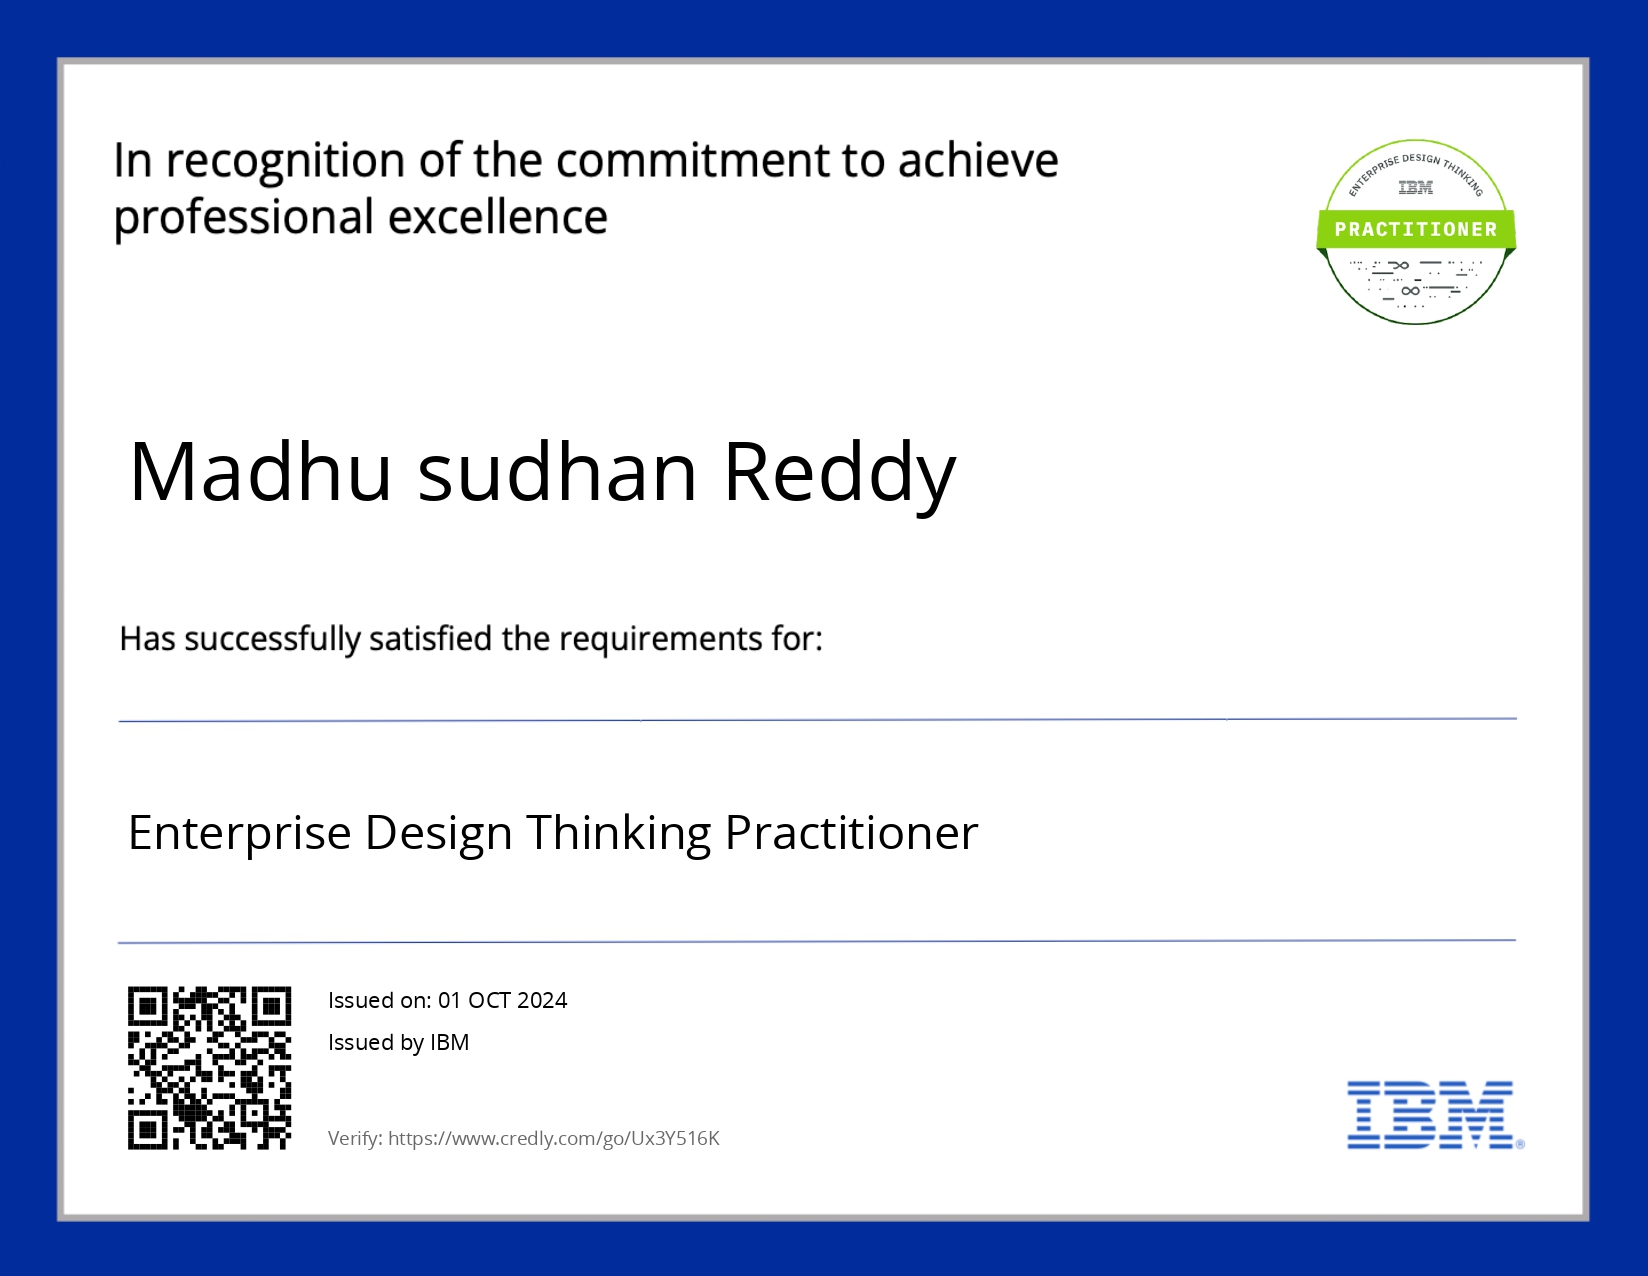 In recognition of the commitment to achieve
professional excellence
ENTERPRISE DESIGN THINKING
IBM
PRACTITIONER
Madhu sudhan Reddy
Has successfully satisfied the requirements for:
Enterprise Design Thinking Practitioner
Issued on: 01 OCT 2024
Issued by IBM
Verify: https://www.credly.com/go/Ux3Y516K
IBM®